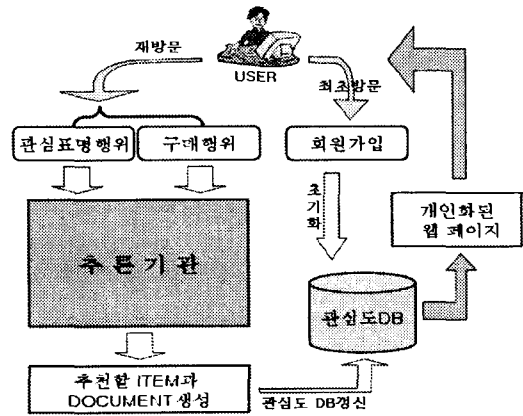 재방문
USER
최초방문
관심표명행위
구매행위
회원가입
초기화
개인화된
웹 페이지
추론기관
관심도DB
추천할 ITEM과
DOCUMENT 생성
관심도 DB갱신